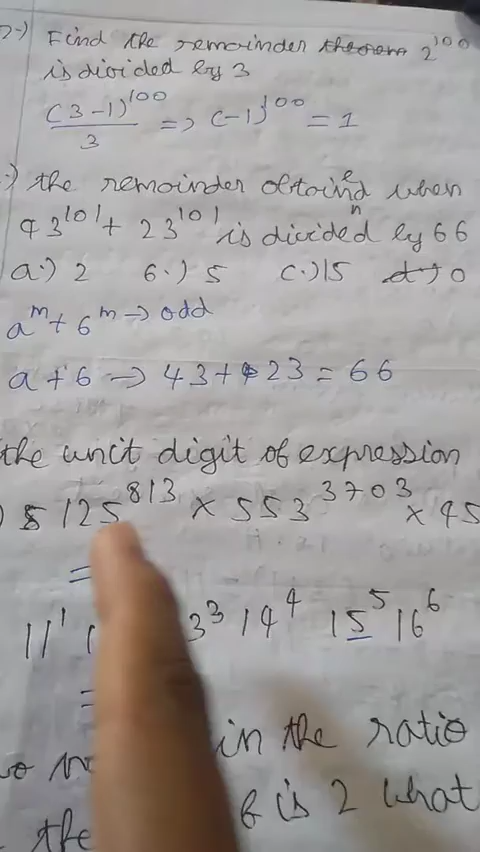 2-) Find the remainder theorem 2^100
is divided by 3
(3-1)^100 / 3 => (-1)^100 = 1
:) the remainder obtained when
43^101 + 23^101 is divided by 66
a.) 2 b.) 5 c.) 15 d.) 0
a^m + b^m → odd
a + b → 43 + 23 = 66
the unit digit of expression
) 5125^813 × 553^3703 × 45
=
11^1 3^3 14^4 15^5 16^6
=
in the ratio
is 2 what
the